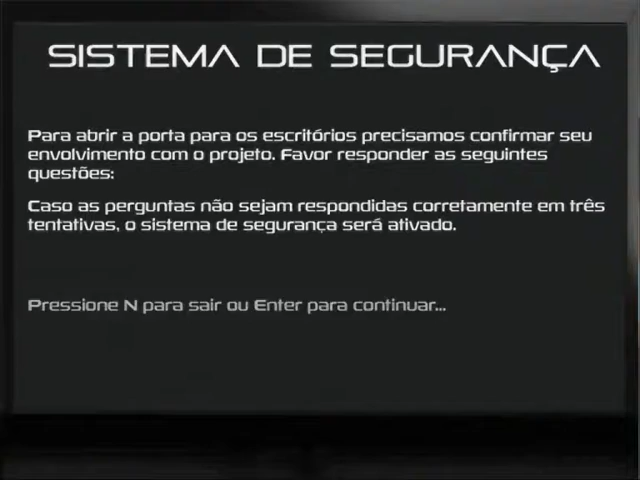 SISTEMA DE SEGURANÇA
Para abrir a porta para os escritórios precisamos confirmar seu
envolvimento com o projeto. Favor responder as seguintes
questões:
Caso as perguntas não sejam respondidas corretamente em três
tentativas, o sistema de segurança será ativado.
Pressione N para sair ou Enter para continuar...